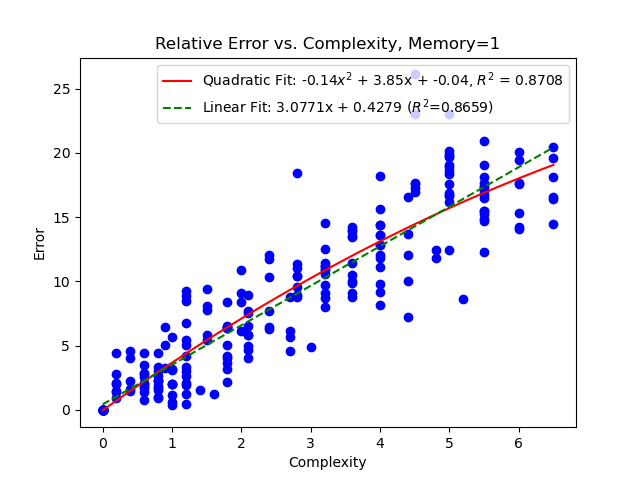 Relative Error vs. Complexity, Memory=1
Quadratic Fit: -0.14x² + 3.85x + -0.04, R² = 0.8708
Linear Fit: 3.0771x + 0.4279 (R²=0.8659)
25
20
15
10
5
0
Error
0 1 2 3 4 5 6
Complexity